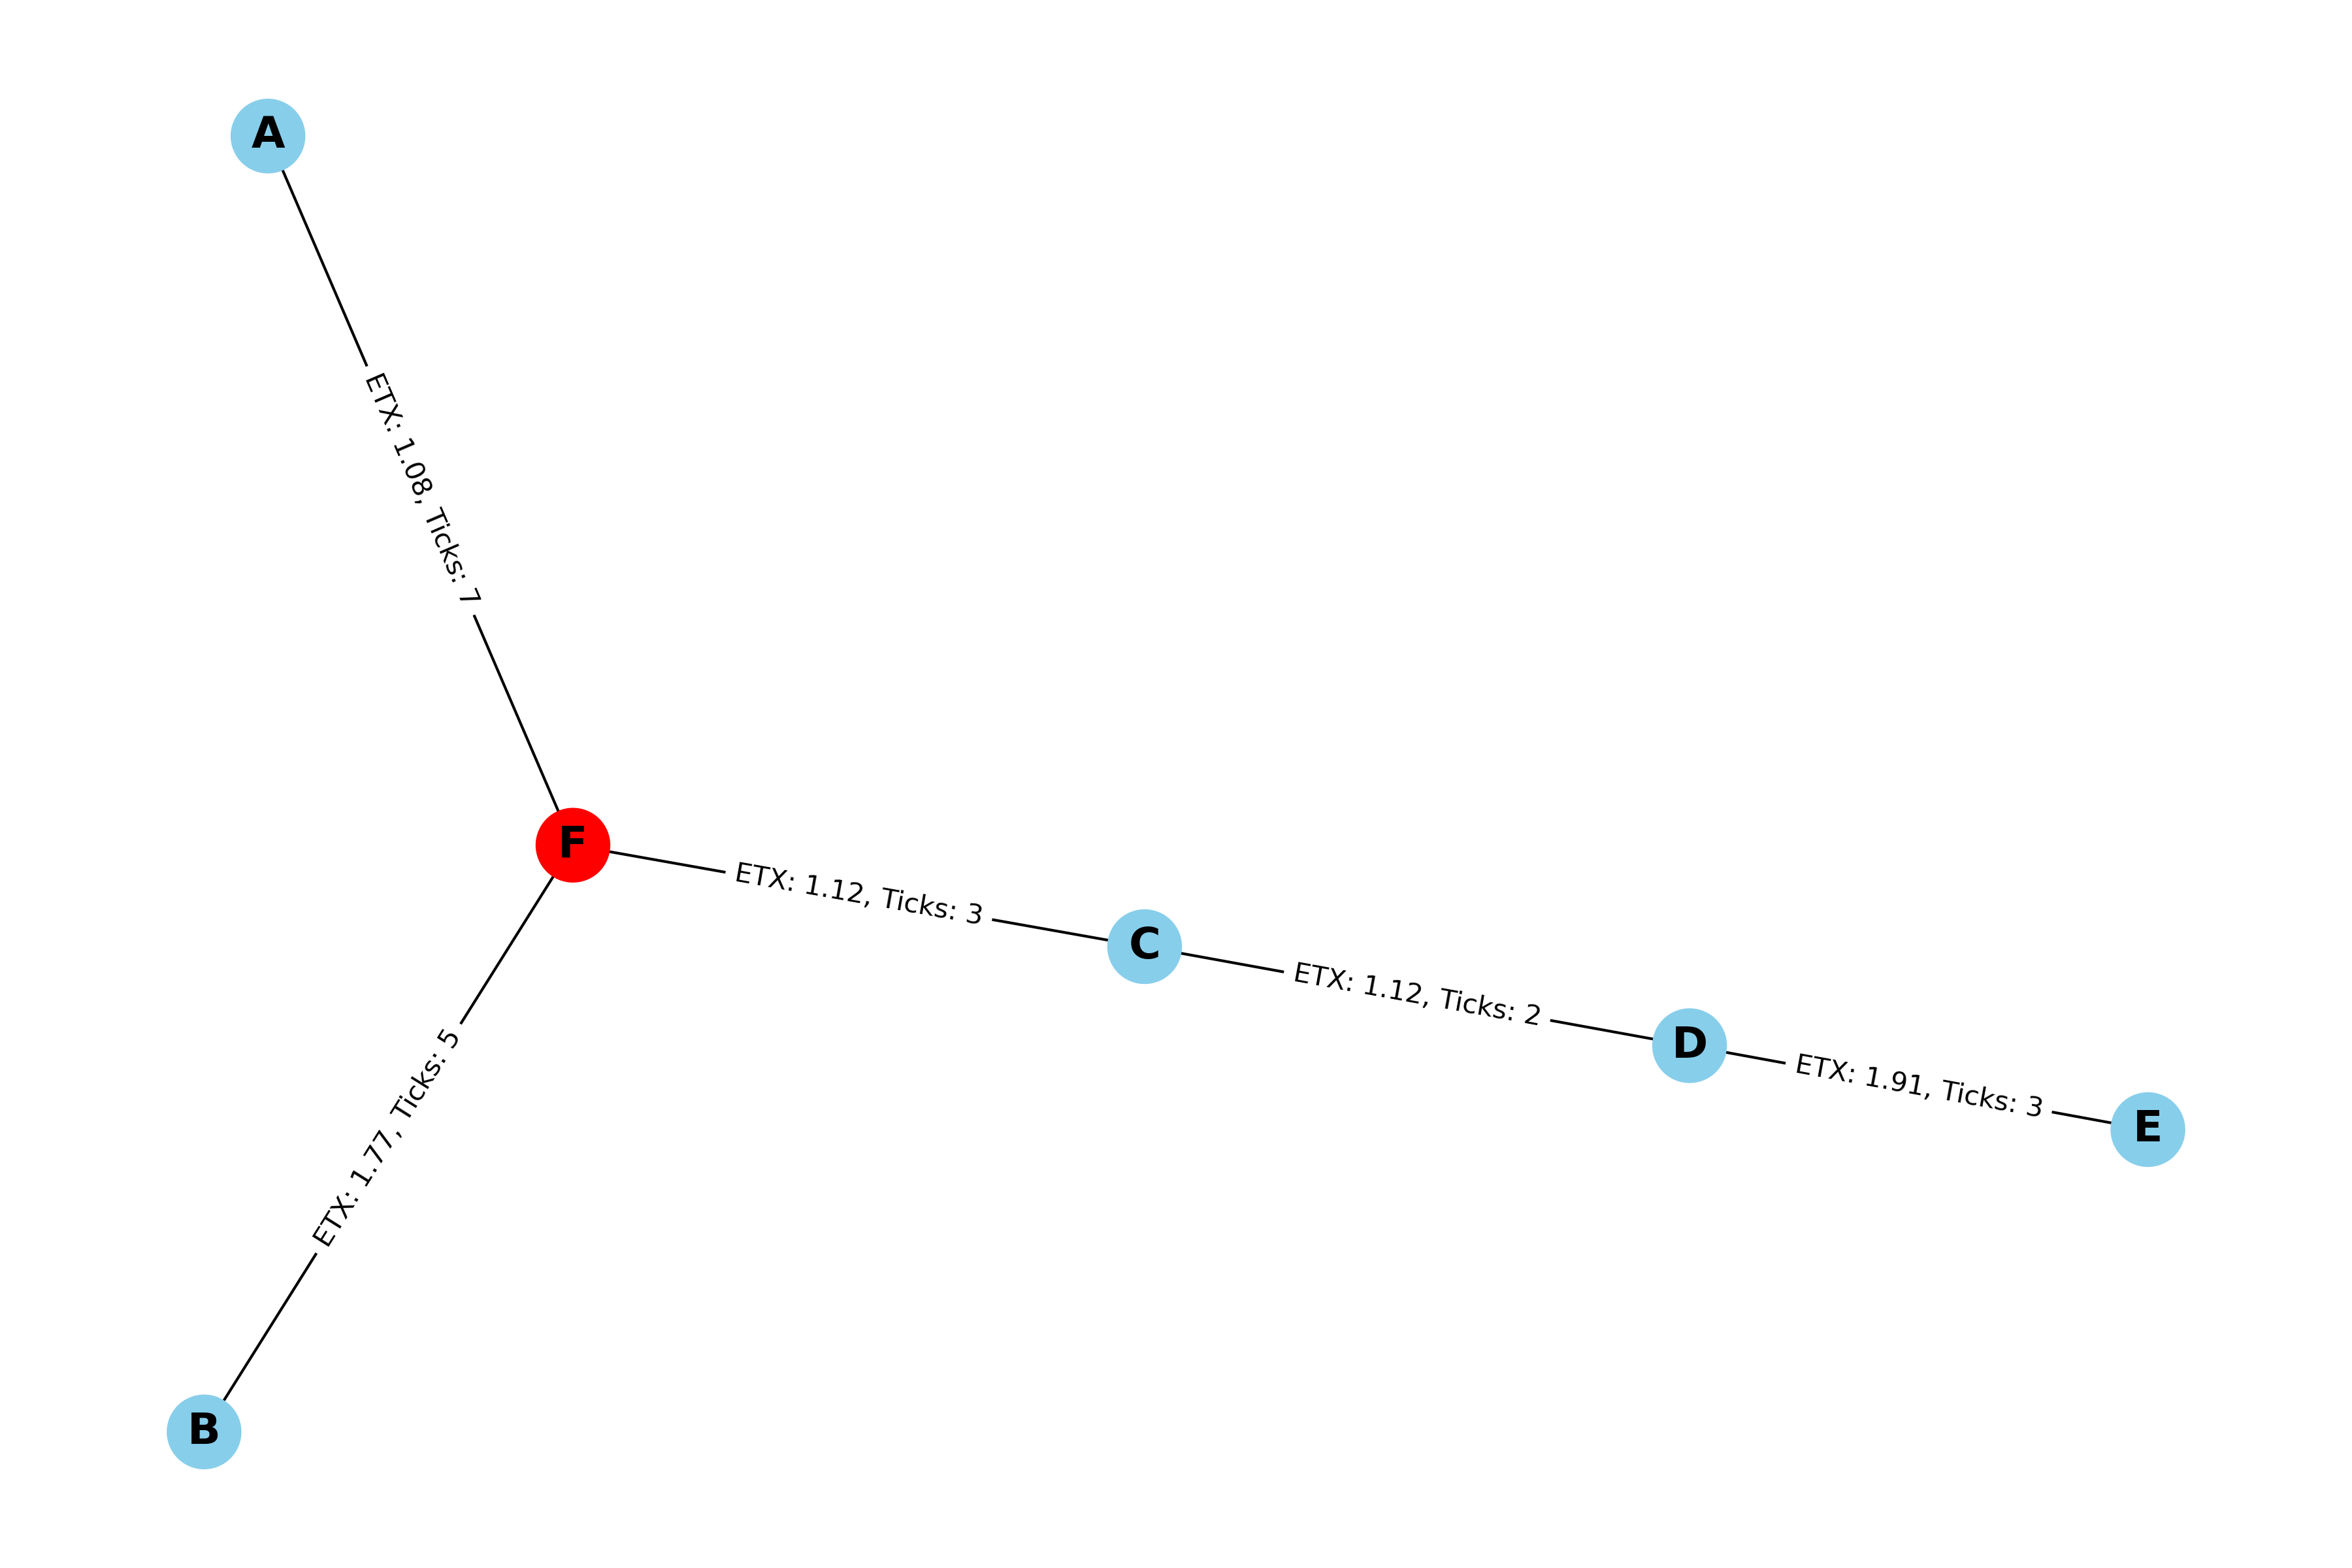 A
ETX: 1.08, Ticks: 7
F
ETX: 1.12, Ticks: 3
C
ETX: 1.12, Ticks: 2
D
ETX: 1.91, Ticks: 3
E
ETX: 1.77, Ticks: 5
B